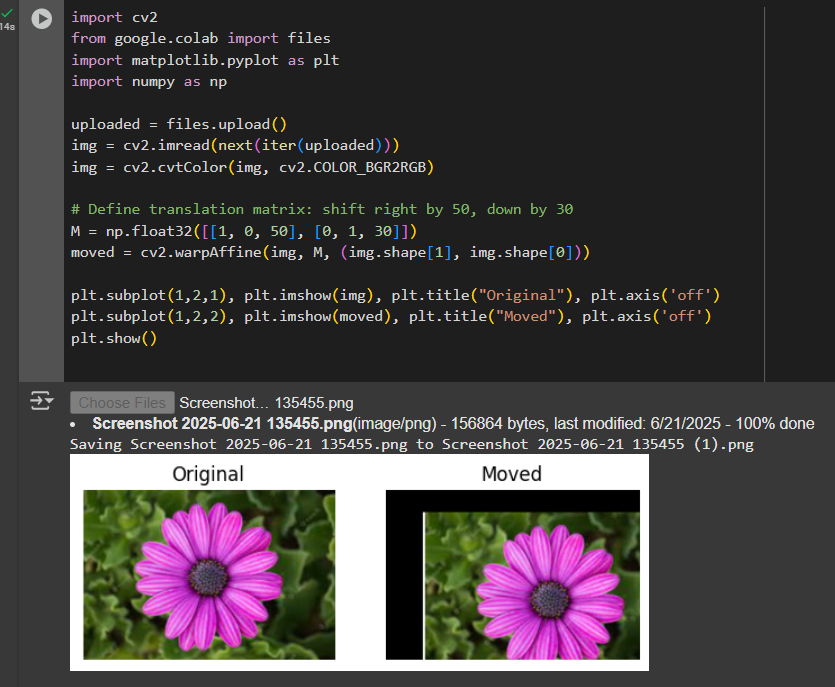 14s
import cv2
from google.colab import files
import matplotlib.pyplot as plt
import numpy as np
uploaded = files.upload()
img = cv2.imread(next(iter(uploaded)))
img = cv2.cvtColor(img, cv2.COLOR_BGR2RGB)
# Define translation matrix: shift right by 50, down by 30
M = np.float32([[1, 0, 50], [0, 1, 30]])
moved = cv2.warpAffine(img, M, (img.shape[1], img.shape[0]))
plt.subplot(1,2,1), plt.imshow(img), plt.title("Original"), plt.axis('off')
plt.subplot(1,2,2), plt.imshow(moved), plt.title("Moved"), plt.axis('off')
plt.show()
Choose Files Screenshot... 135455.png
• Screenshot 2025-06-21 135455.png(image/png) - 156864 bytes, last modified: 6/21/2025 - 100% done
Saving Screenshot 2025-06-21 135455.png to Screenshot 2025-06-21 135455 (1).png
Original Moved